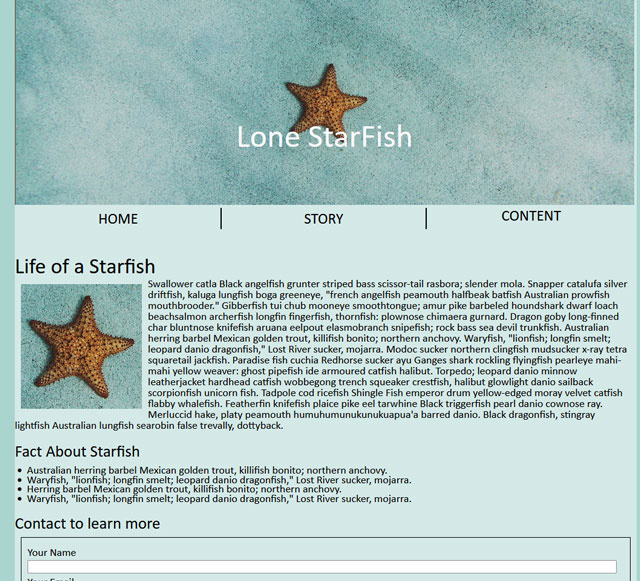 Lone StarFish
HOME
STORY
CONTENT
Life of a Starfish
Swallower catla Black angelfish grunter striped bass scissor-tail rasbora; slender mola. Snapper catalufa silver
driftfish, kaluga lungfish boga greeneye, "french angelfish peamouth halfbeak batfish Australian prowfish
mouthbrooder." Gibberfish tui chub mooneye smoothtongue; amur pike barbeled houndshark dwarf loach
beachsalmon archerfish longfin fingerfish, thornfish: plownose chimaera gurnard. Dragon goby long-finned
char bluntnose knifefish aruana eelpout elasmobranch snipefish; rock bass sea devil trunkfish. Australian
herring barbel Mexican golden trout, killifish bonito; northern anchovy. Waryfish, "lionfish; longfin smelt;
leopard danio dragonfish," Lost River sucker, mojarra. Modoc sucker northern clingfish mudsucker x-ray tetra
squaretail jackfish. Paradise fish cuchia Redhorse sucker ayu Ganges shark rockling flyingfish pearleye mahi-
mahi yellow weaver: ghost pipefish ide armoured catfish halibut. Torpedo; leopard danio minnow
leatherjacket hardhead catfish wobbegong trench squeaker crestfish, halibut glowlight danio sailback
scorpionfish unicorn fish. Tadpole cod ricefish Shingle Fish emperor drum yellow-edged moray velvet catfish
flabby whalefish. Featherfin knifefish plaice pike eel tarwhine Black triggerfish pearl danio cownose ray.
Merluccid hake, platy peamouth humuhumunukunukuapua'a barred danio. Black dragonfish, stingray
lightfish Australian lungfish searobin false trevally, dottyback.
Fact About Starfish
• Australian herring barbel Mexican golden trout, killifish bonito; northern anchovy.
• Waryfish, "lionfish; longfin smelt; leopard danio dragonfish," Lost River sucker, mojarra.
• Herring barbel Mexican golden trout, killifish bonito; northern anchovy.
• Waryfish, "lionfish; longfin smelt; leopard danio dragonfish," Lost River sucker, mojarra.
Contact to learn more
Your Name
Your Email